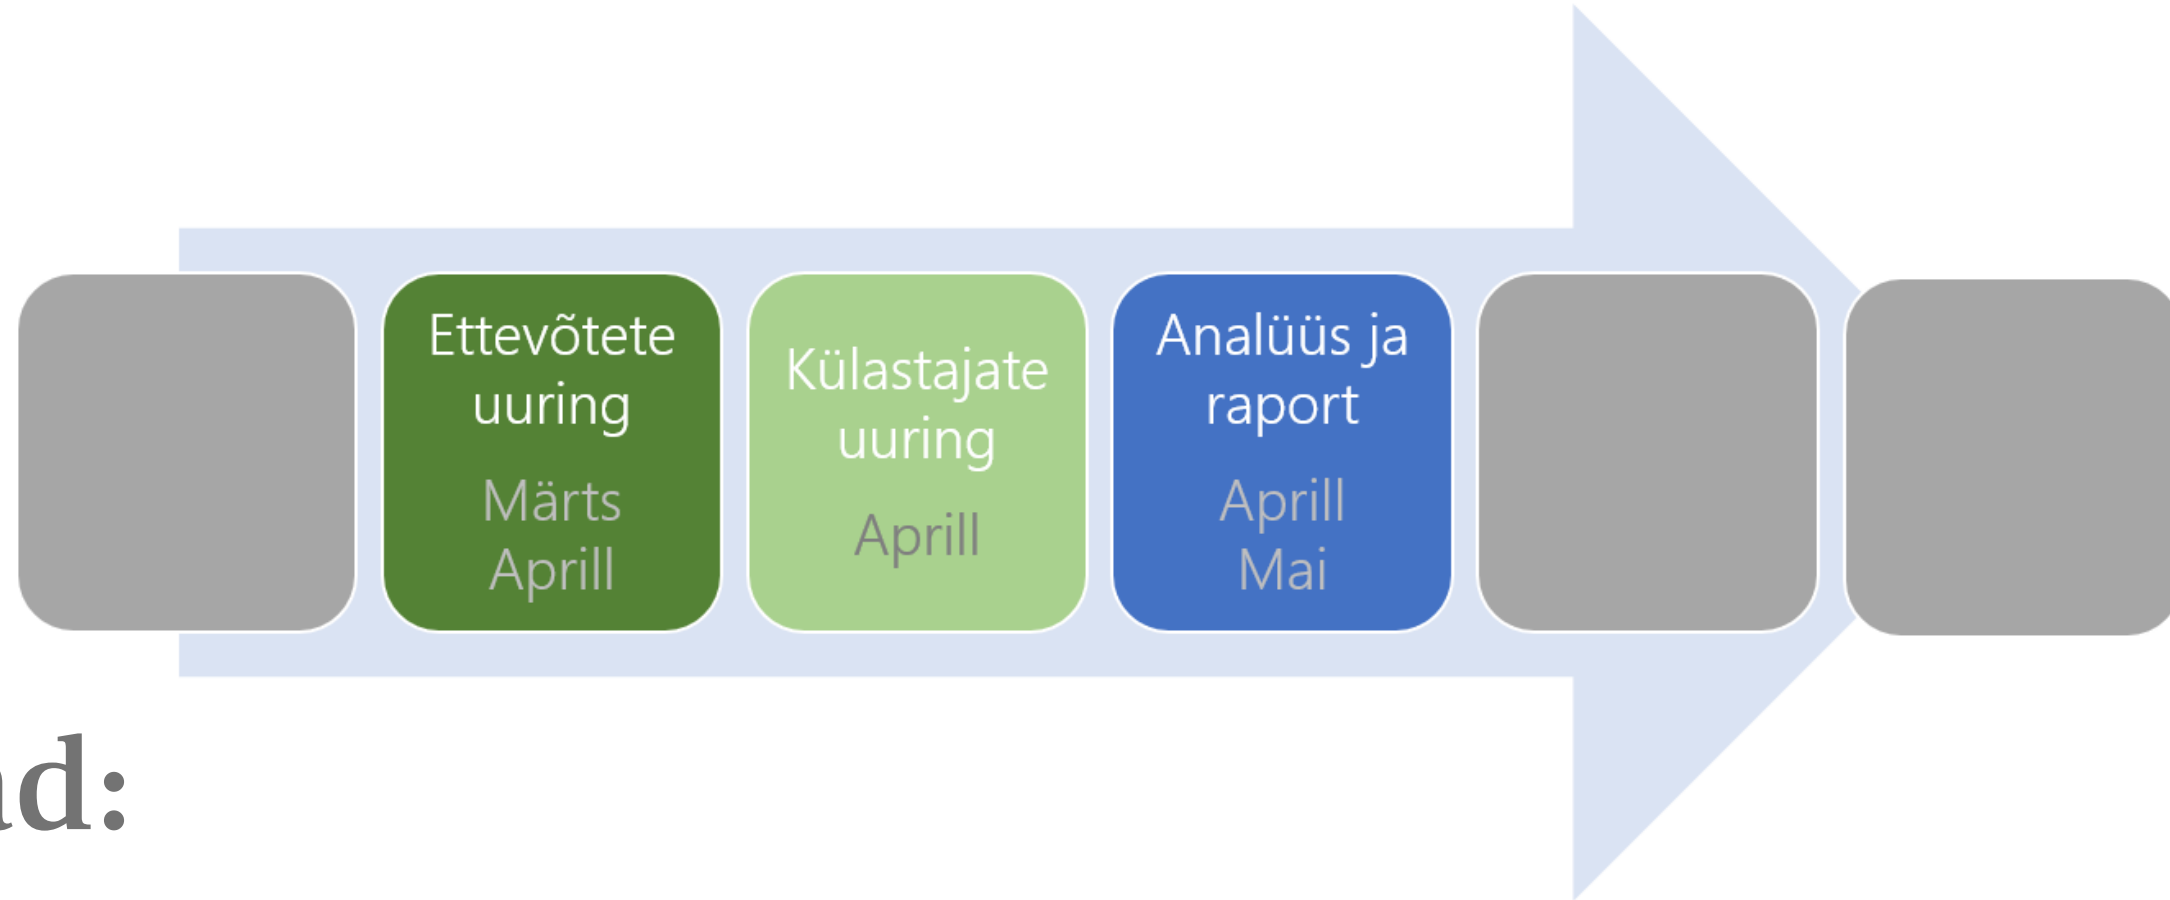 Ettevõtete
uuring
Märts
Aprill
Külastajate
uuring
Aprill
Analüüs ja
raport
Aprill
Mai